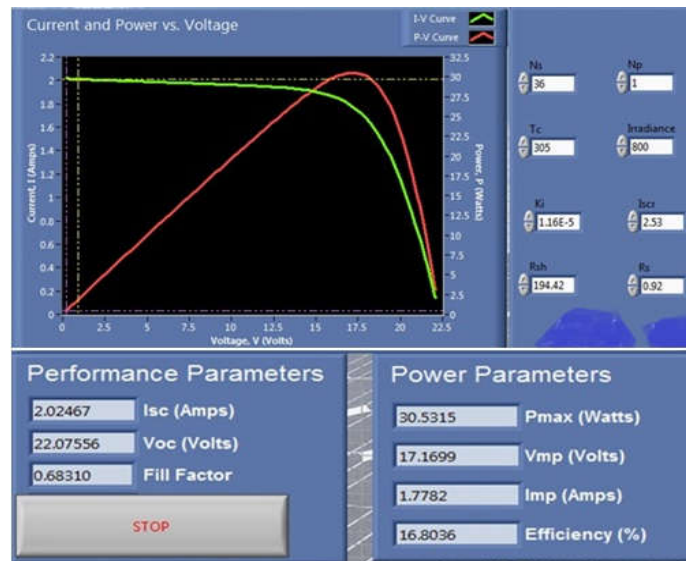 Current and Power vs. Voltage
I-V Curve
P-V Curve
2.2
2
1.8
1.6
1.4
1.2
1
0.8
0.6
0.4
0.2
0
Current, I (Amps)
32.5
30
27.5
25
22.5
20
17.5
15
12.5
10
7.5
5
2.5
0
Power, P (Watts)
0 2.5 5 7.5 10 12.5 15 17.5 20 22.5
Voltage, V (Volts)
Ns Np
36 1
Tc Irradiance
305 800
Ki Iscr
1.16E-5 2.53
Rsh Rs
194.42 0.92
Performance Parameters
2.02467 Isc (Amps)
22.07556 Voc (Volts)
0.68310 Fill Factor
STOP
Power Parameters
30.5315 Pmax (Watts)
17.1699 Vmp (Volts)
1.7782 Imp (Amps)
16.8036 Efficiency (%)